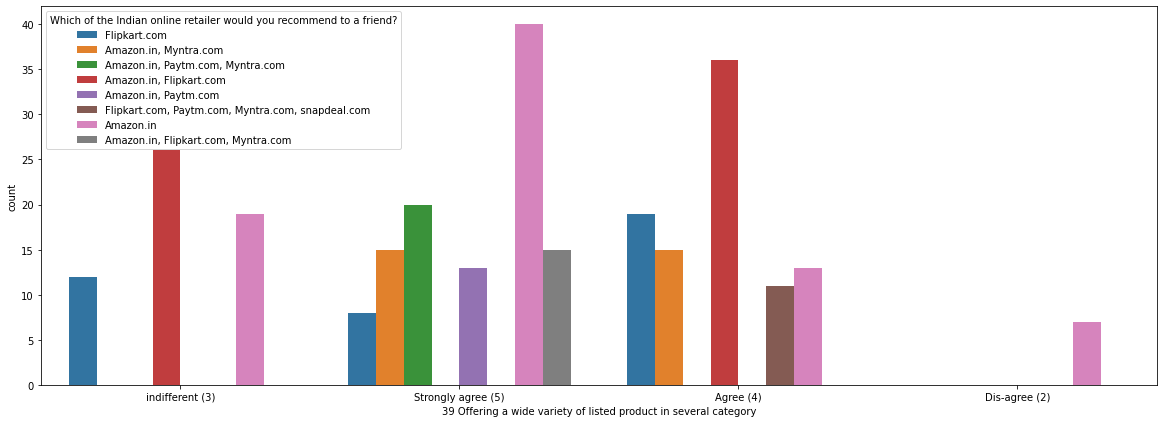 Which of the Indian online retailer would you recommend to a friend?
Flipkart.com
Amazon.in, Myntra.com
Amazon.in, Paytm.com, Myntra.com
Amazon.in, Flipkart.com
Amazon.in, Paytm.com
Flipkart.com, Paytm.com, Myntra.com, snapdeal.com
Amazon.in
Amazon.in, Flipkart.com, Myntra.com
count
40
35
30
25
20
15
10
5
0
indifferent (3) Strongly agree (5) Agree (4) Dis-agree (2)
39 Offering a wide variety of listed product in several category